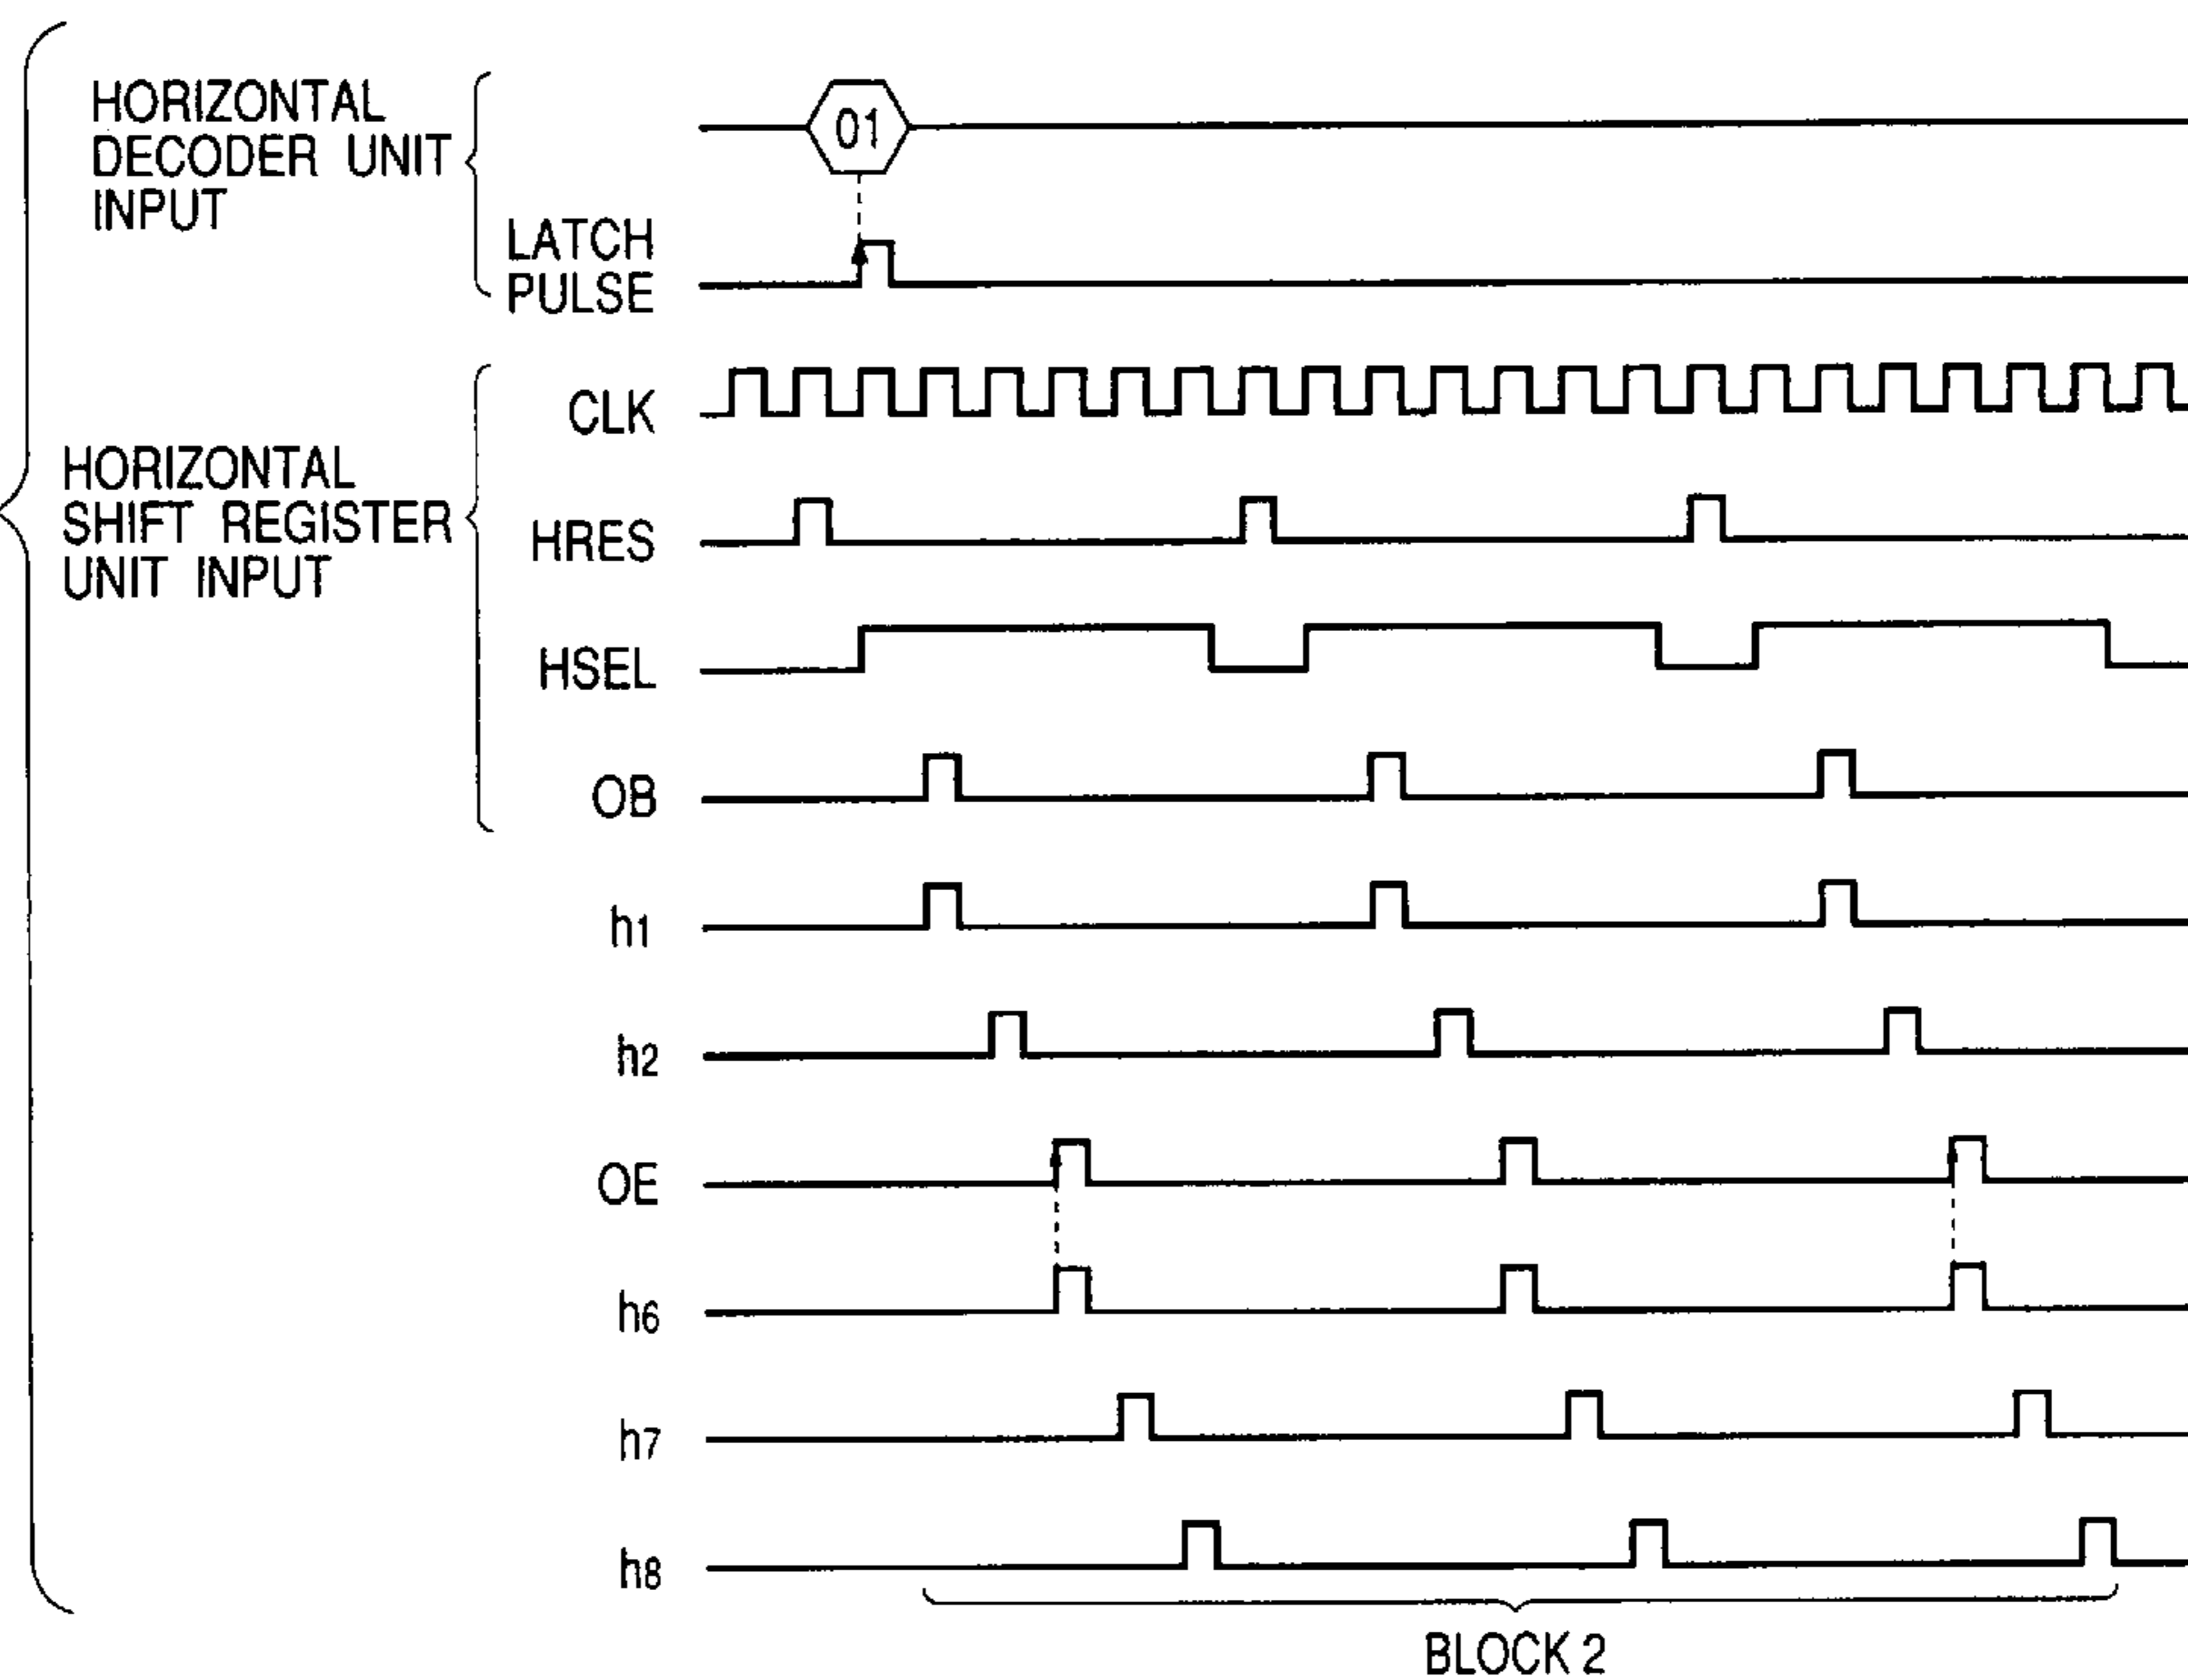 HORIZONTAL
DECODER UNIT
INPUT
01
LATCH
PULSE
HORIZONTAL
SHIFT REGISTER
UNIT INPUT
CLK
HRES
HSEL
OB
h1
h2
OE
h6
h7
h8
BLOCK 2